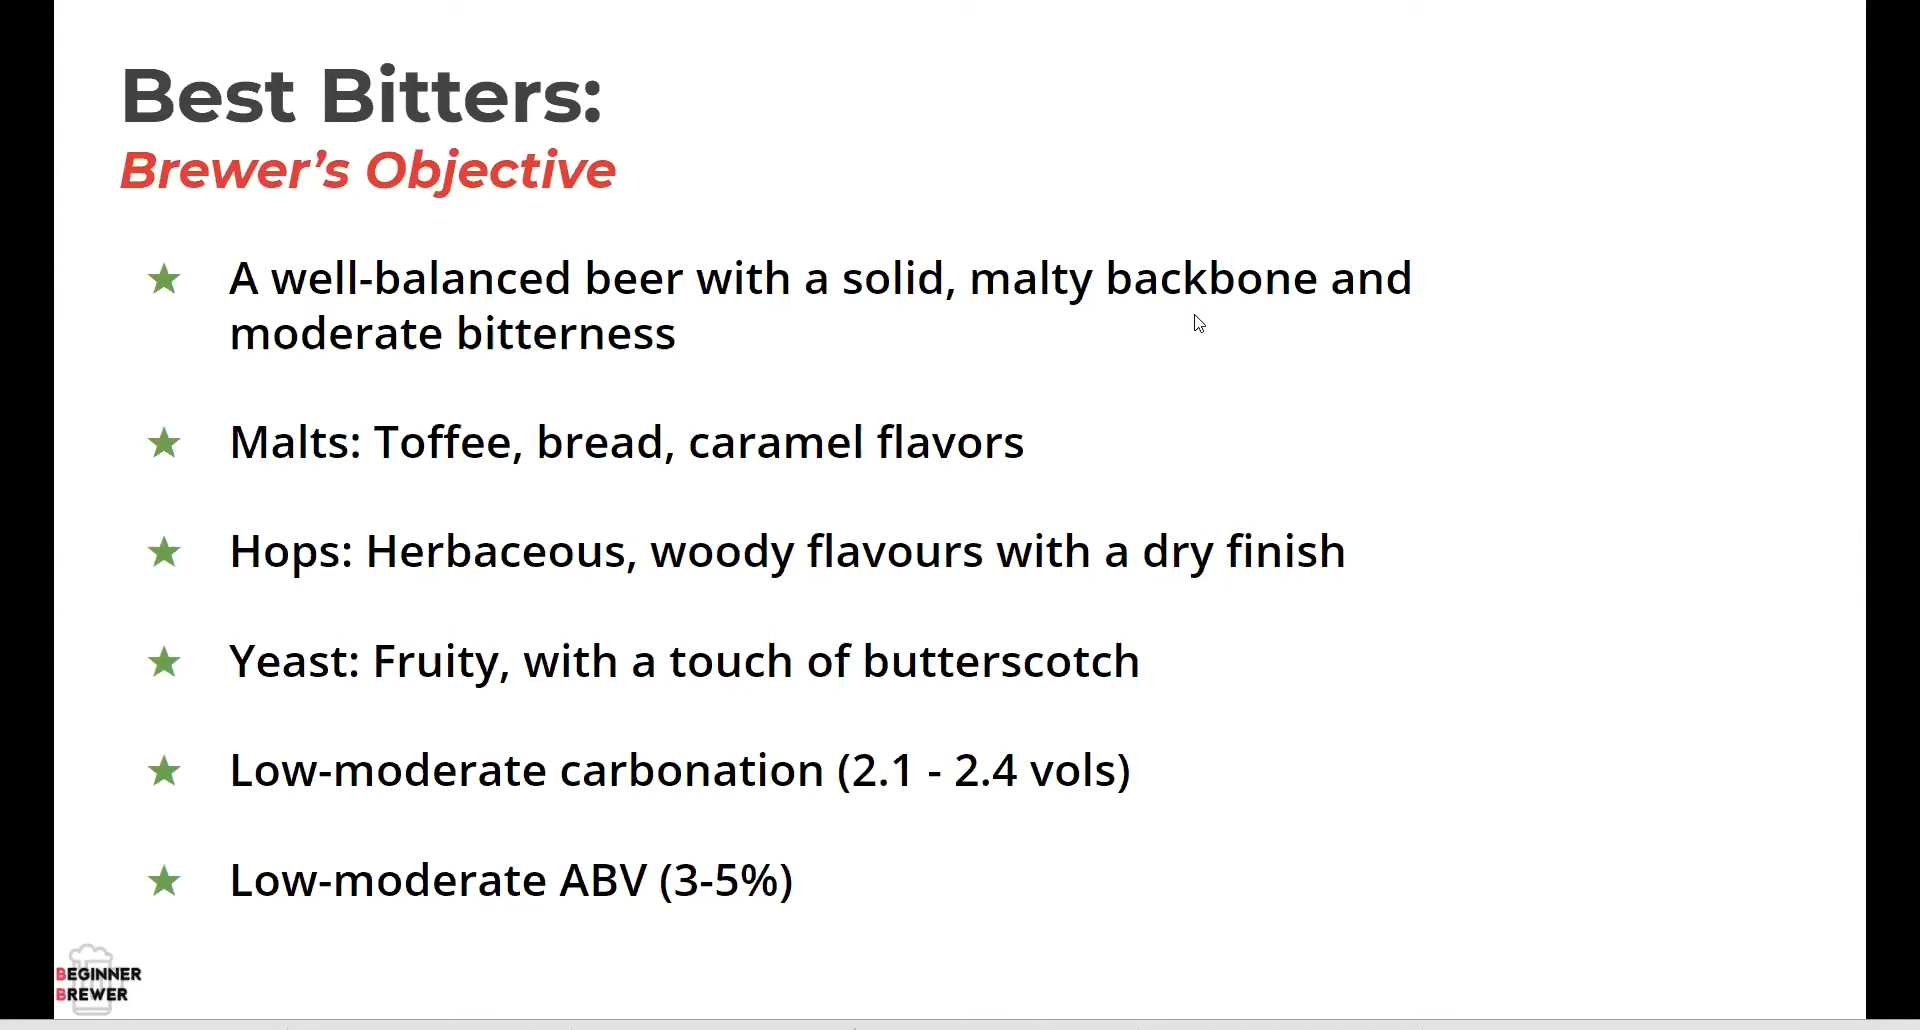 Best Bitters:
Brewer’s Objective
A well-balanced beer with a solid, malty backbone and
moderate bitterness
Malts: Toffee, bread, caramel flavors
Hops: Herbaceous, woody flavours with a dry finish
Yeast: Fruity, with a touch of butterscotch
Low-moderate carbonation (2.1 - 2.4 vols)
Low-moderate ABV (3-5%)
BEGINNER
BREWER